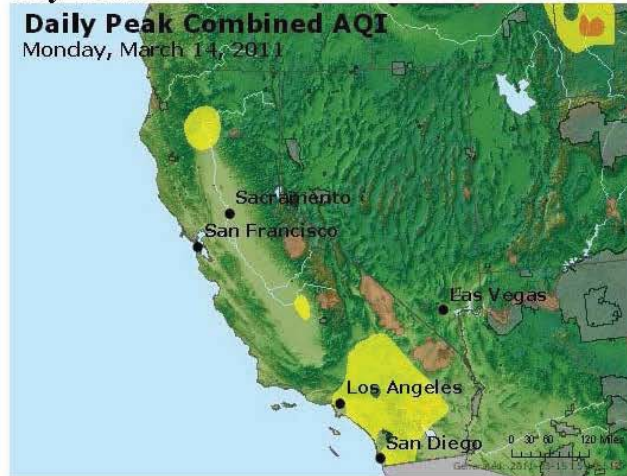 Daily Peak Combined AQI
Monday, March 14, 2011
Sacramento
San Francisco
Las Vegas
Los Angeles
San Diego
0 30 60 120 Miles